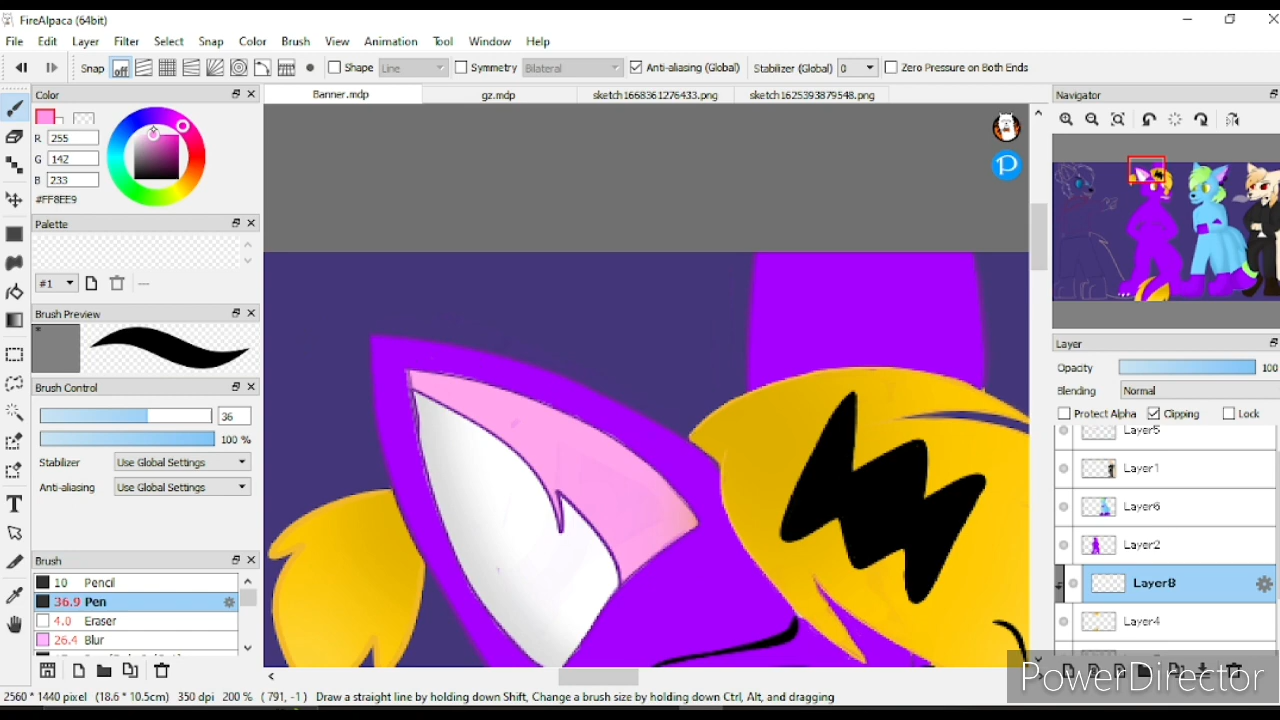 FireAlpaca (64bit)
File Edit Layer Filter Select Snap Color Brush View Animation Tool Window Help
Snap Shape Line Symmetry Bilateral Anti-aliasing (Global) Stabilizer (Global) 0 Zero Pressure on Both Ends
Color
Banner.mdp gz.mdp sketch1668361276433.png sketch1625393879548.png
Navigator
R 255
G 142
B 233
#FF8EE9
Palette
#1
Brush Preview
Brush Control
36
100 %
Stabilizer Use Global Settings
Anti-aliasing Use Global Settings
Brush
10 Pencil
36.9 Pen
4.0 Eraser
26.4 Blur
Layer
Opacity 100
Blending Normal
Protect Alpha Clipping Lock
Layer5
Layer1
Layer6
Layer2
Layer8
Layer4
PowerDirector
2560 * 1440 pixel (18.6 * 10.5cm) 350 dpi 200 % ( 791, -1 ) Draw a straight line by holding down Shift, Change a brush size by holding down Ctrl, Alt, and dragging